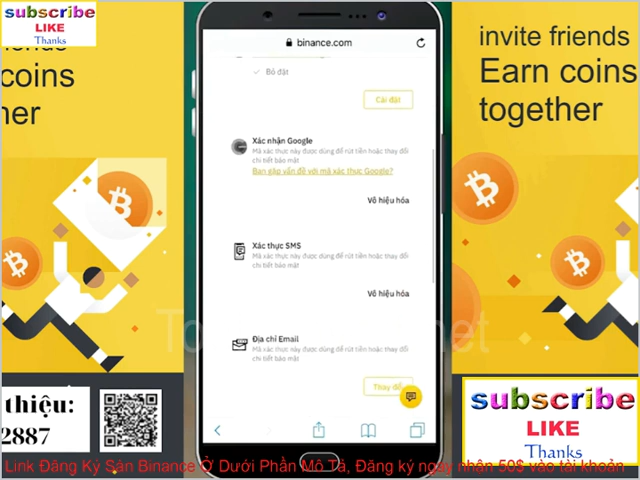 subscribe
LIKE
Thanks
friends
coins
her
binance.com
Bỏ đặt
Cài đặt
Xác nhận Google
Mã xác thực này được dùng để rút tiền hoặc thay đổi
chi tiết bảo mật
Bạn gặp vấn đề với mã xác thực Google?
Vô hiệu hóa
Xác thực SMS
Mã xác thực này được dùng để rút tiền hoặc thay đổi
chi tiết bảo mật
Vô hiệu hóa
Địa chỉ Email
Mã xác thực này được dùng để rút tiền hoặc thay đổi
chi tiết bảo mật
Thay đổi
invite friends
Earn coins
together
thiệu:
2887
subscribe
LIKE
Thanks
Link Đăng Ký Sàn Binance Ở Dưới Phần Mô Tả, Đăng ký ngay nhận 50$ vào tài khoản